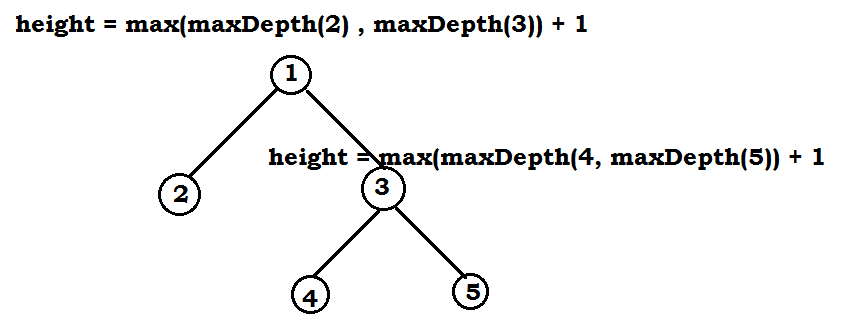 height = max(maxDepth(2) , maxDepth(3)) + 1
1
height = max(maxDepth(4, maxDepth(5)) + 1
2
3
4
5